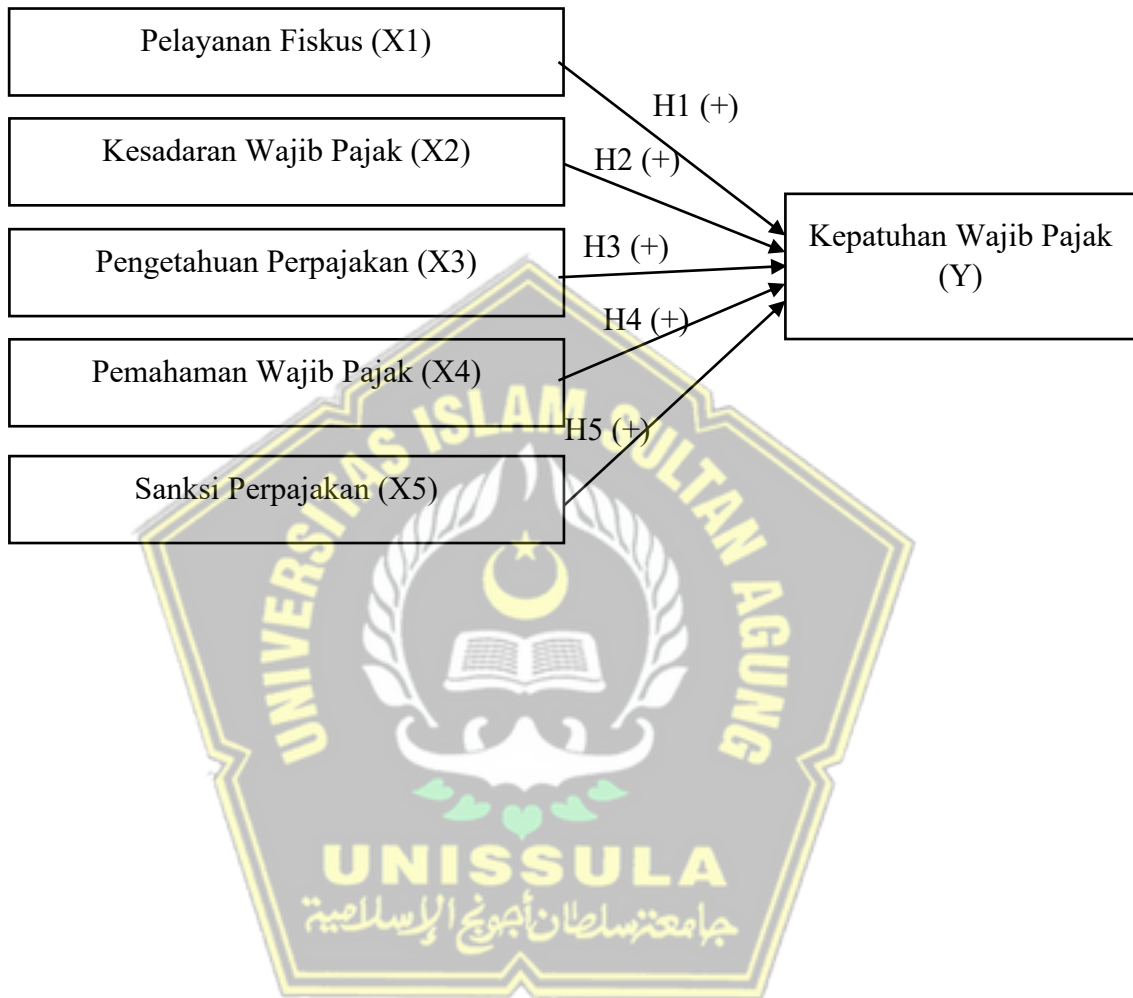 Pelayanan Fiskus (X1)
H1 (+)
Kesadaran Wajib Pajak (X2)
H2 (+)
Kepatuhan Wajib Pajak
(Y)
Pengetahuan Perpajakan (X3)
H3 (+)
H4 (+)
Pemahaman Wajib Pajak (X4)
H5 (+)
Sanksi Perpajakan (X5)
UNIVERSITAS ISLAM SULTAN AGUNG
UNISSULA
جامعة سلطان أجونج الإسلامية